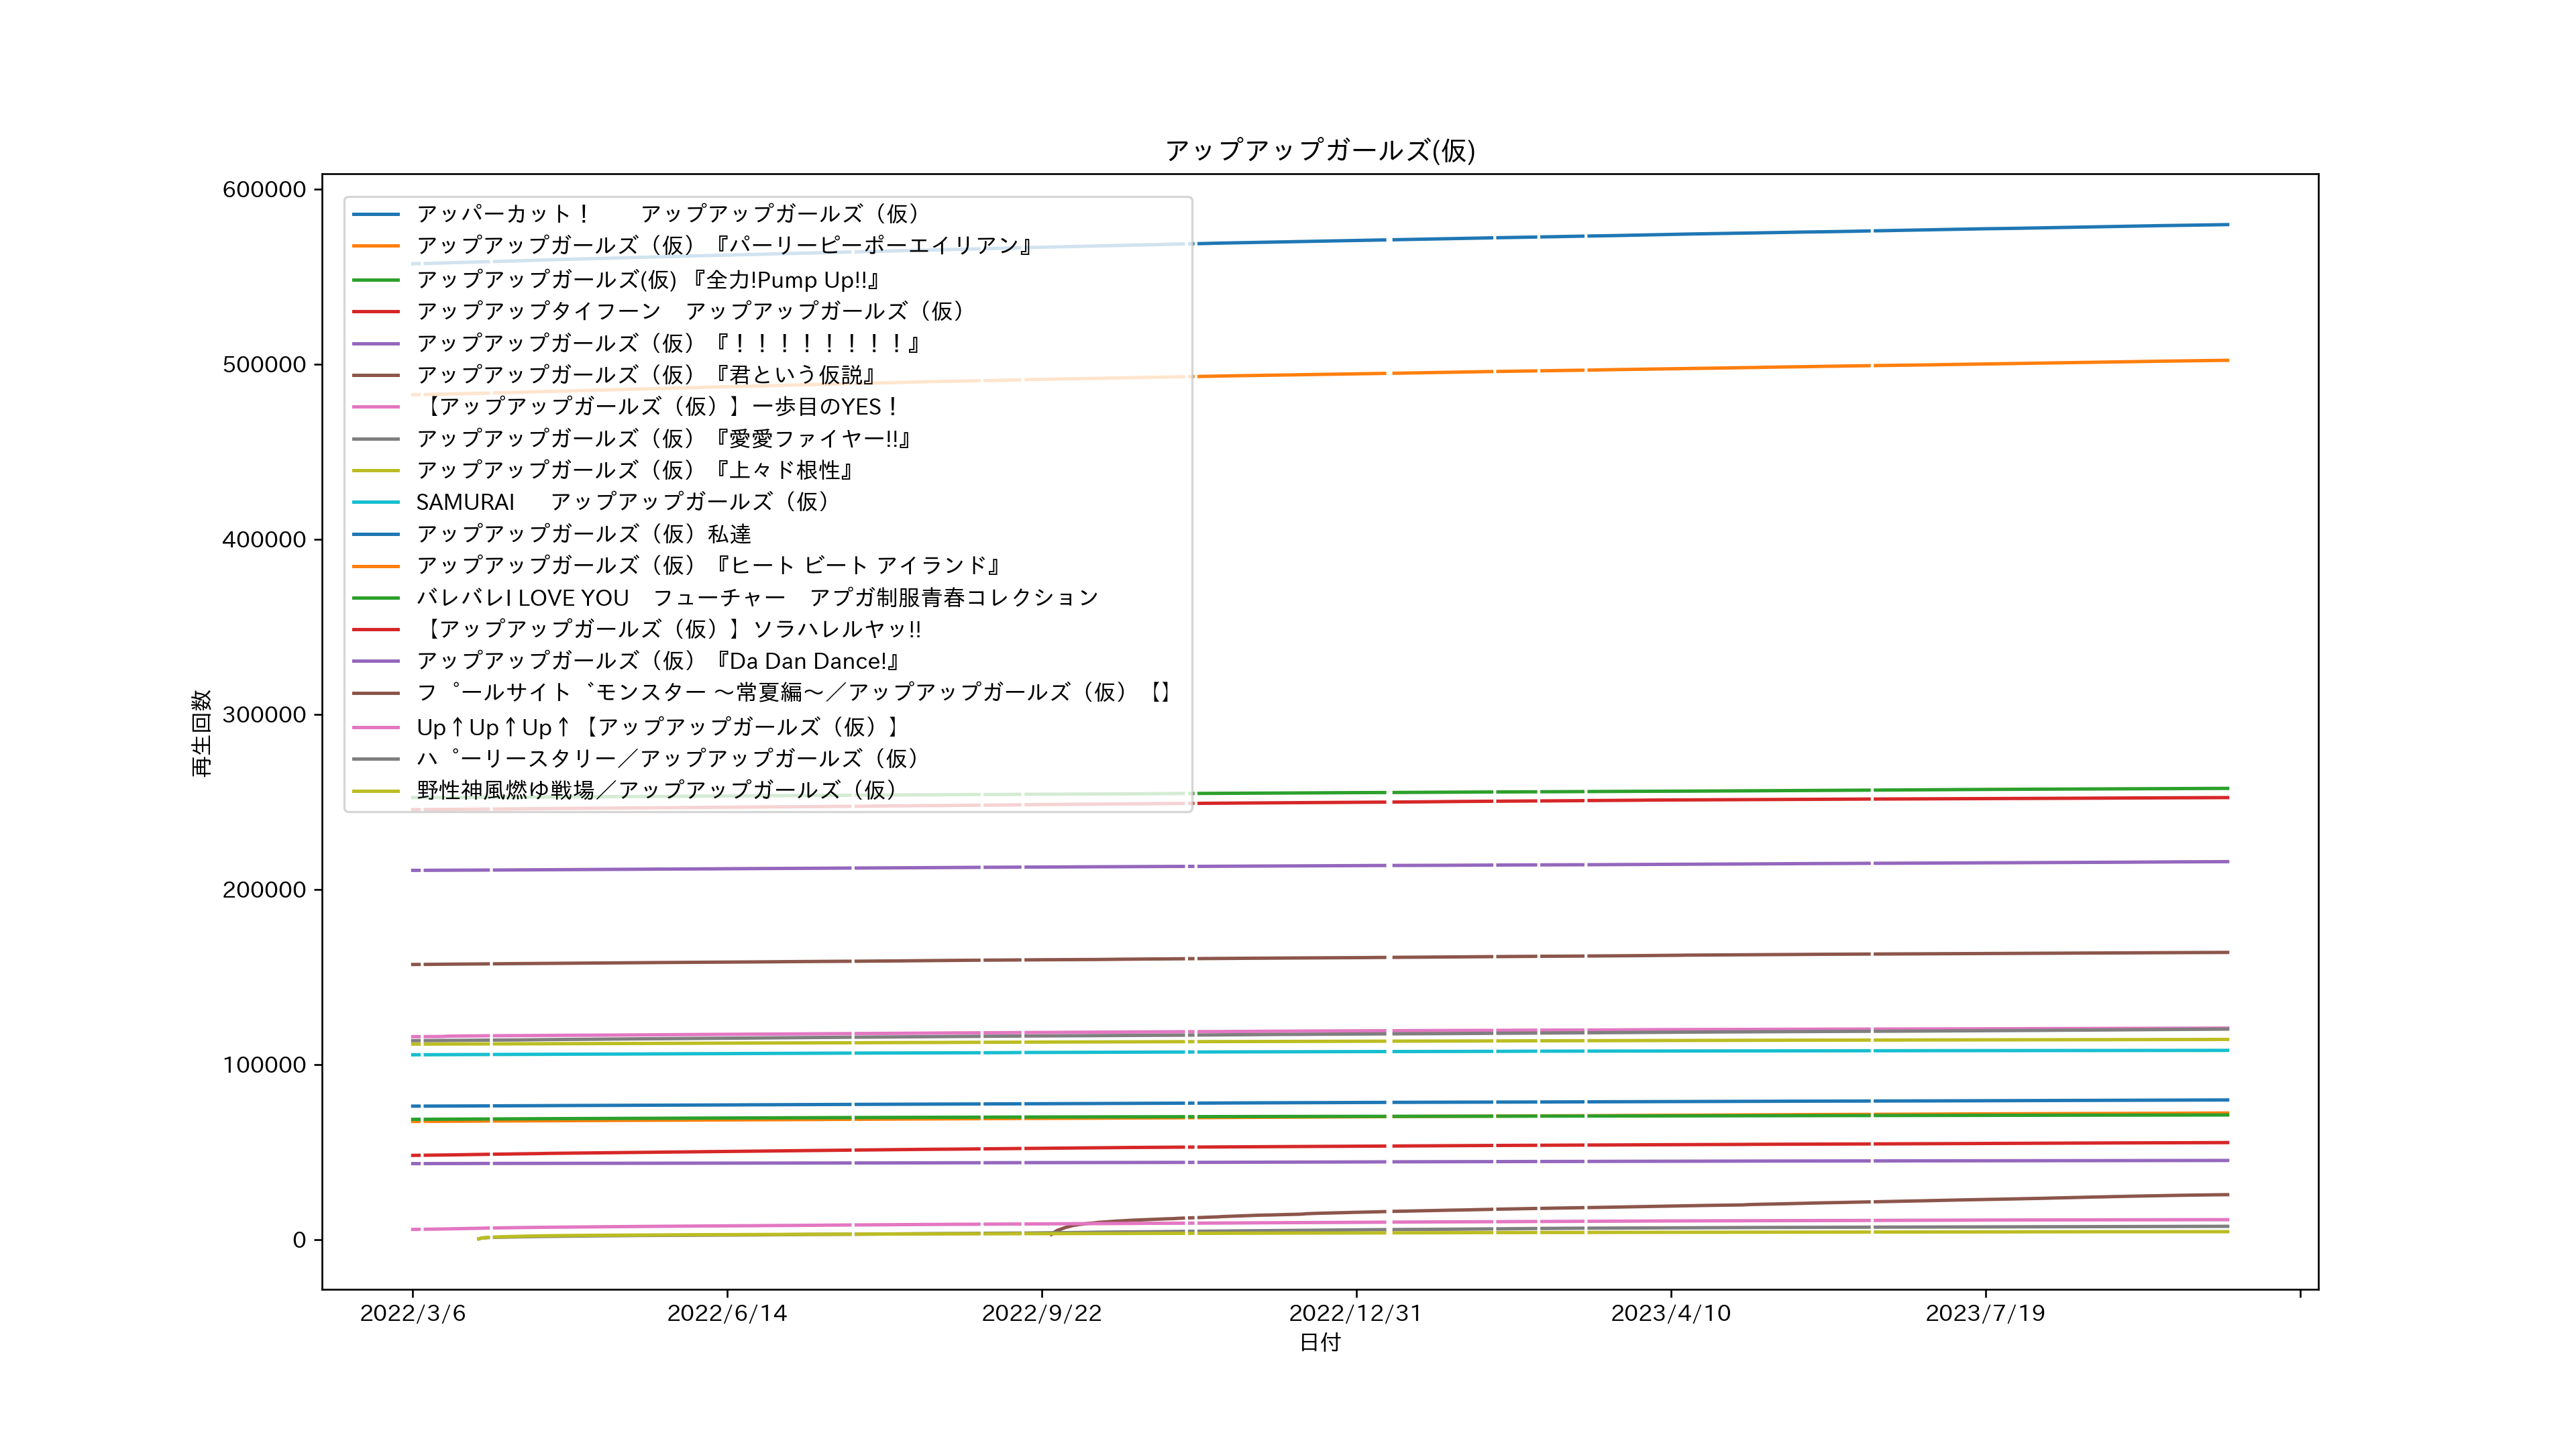 アップアップガールズ(仮)
600000
500000
400000
300000
200000
100000
0
再生回数
アッパーカット！　　アップアップガールズ（仮）
アップアップガールズ（仮）『パーリーピーポーエイリアン』
アップアップガールズ(仮) 『全力!Pump Up!!』
アップアップタイフーン　アップアップガールズ（仮）
アップアップガールズ（仮）『！！！！！！！！』
アップアップガールズ（仮）『君という仮説』
【アップアップガールズ（仮）】一歩目のYES！
アップアップガールズ（仮）『愛愛ファイヤー!!』
アップアップガールズ（仮）『上々ド根性』
SAMURAI　 アップアップガールズ（仮）
アップアップガールズ（仮）私達
アップアップガールズ（仮）『ヒート ビート アイランド』
バレバレI LOVE YOU　フューチャー　アプガ制服青春コレクション
【アップアップガールズ（仮）】ソラハレルヤッ!!
アップアップガールズ（仮）『Da Dan Dance!』
フ゜ールサイト゛モンスター ～常夏編～／アップアップガールズ（仮）【】
Up↑Up↑Up↑【アップアップガールズ（仮）】
ハ゜ーリースタリー／アップアップガールズ（仮）
野性神風燃ゆ戦場／アップアップガールズ（仮）
2022/3/6
2022/6/14
2022/9/22
2022/12/31
2023/4/10
2023/7/19
日付